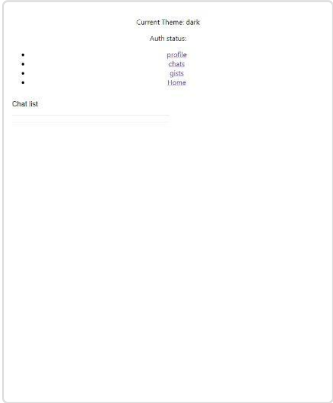 Current Theme: dark
Auth status:
profile
chats
gists
Home
Chat list